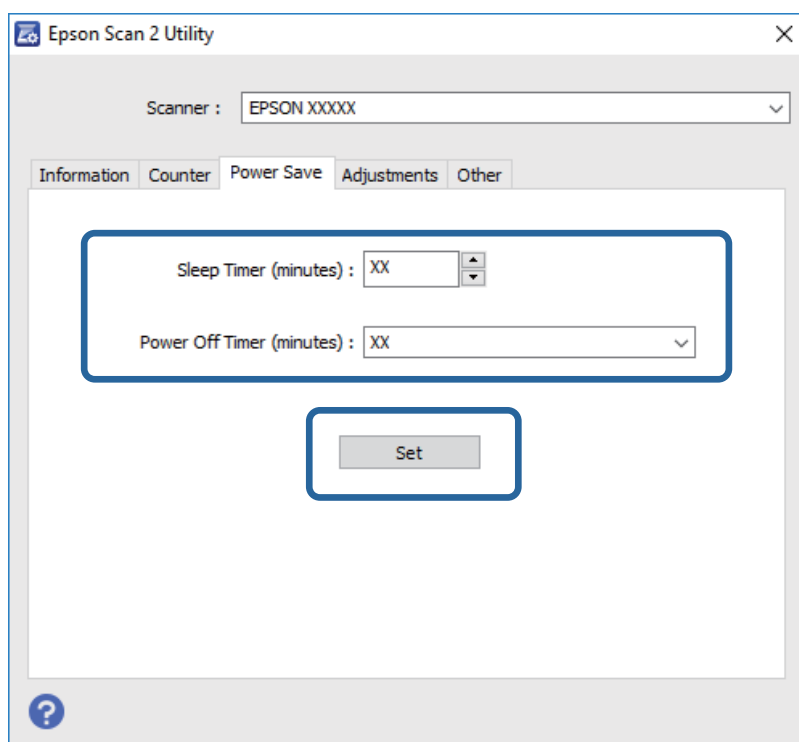 Epson Scan 2 Utility
Scanner : EPSON XXXXX
Information Counter Power Save Adjustments Other
Sleep Timer (minutes) : XX
Power Off Timer (minutes) : XX
Set
?